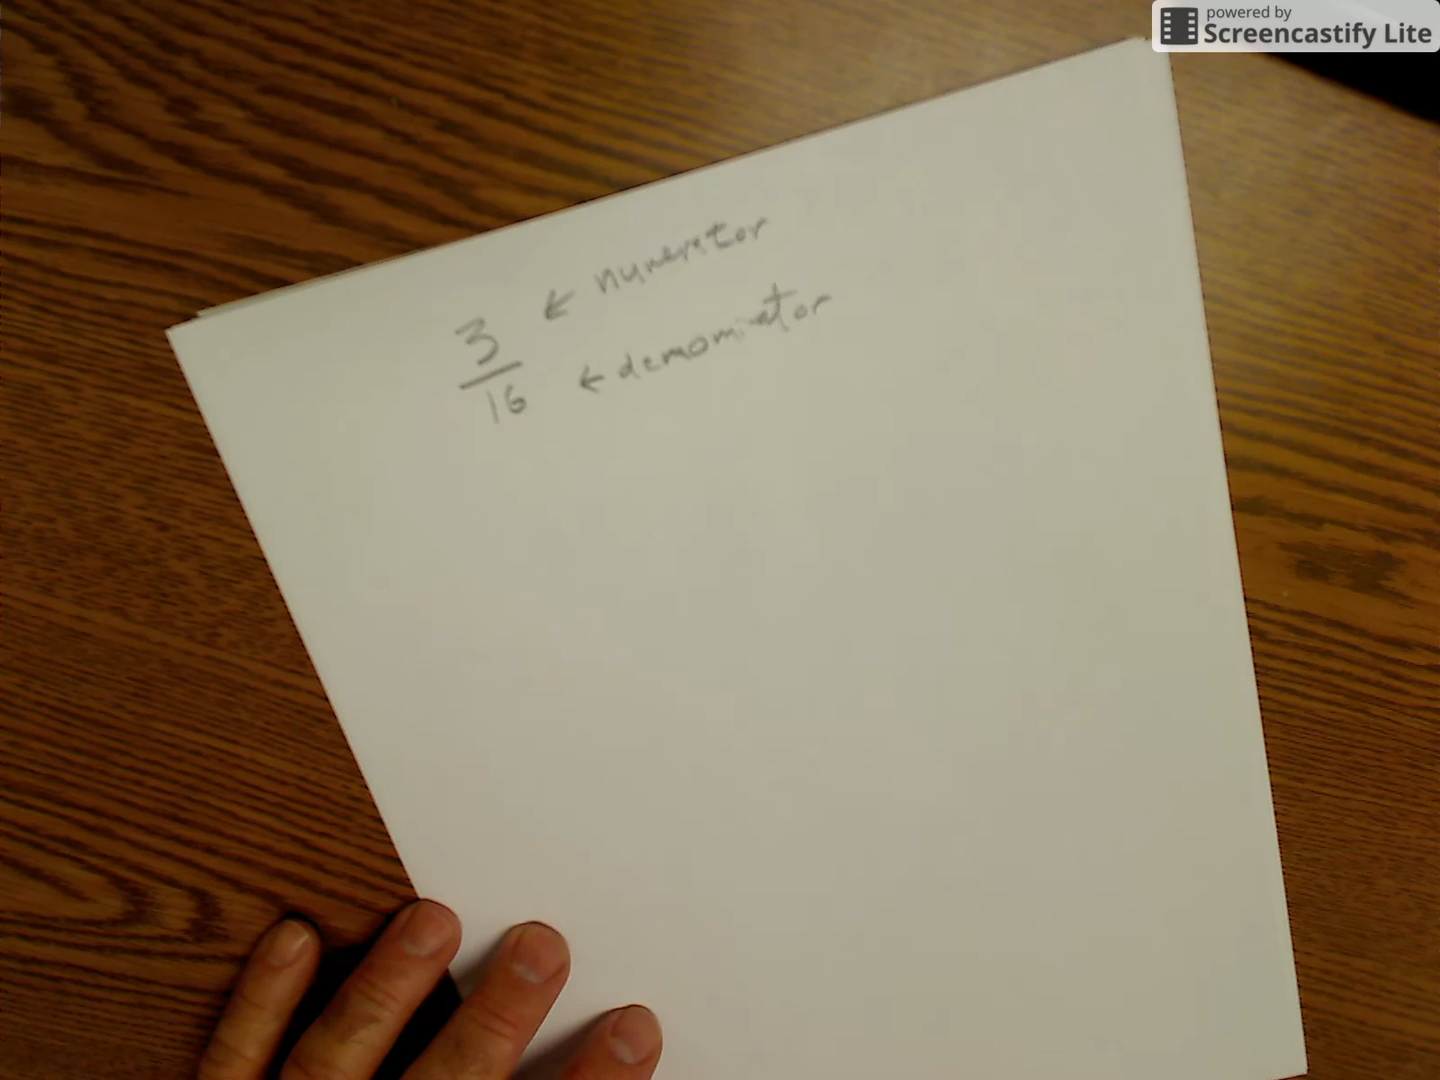 powered by
Screencastify Lite
3 ← numerator
16 ← demominator